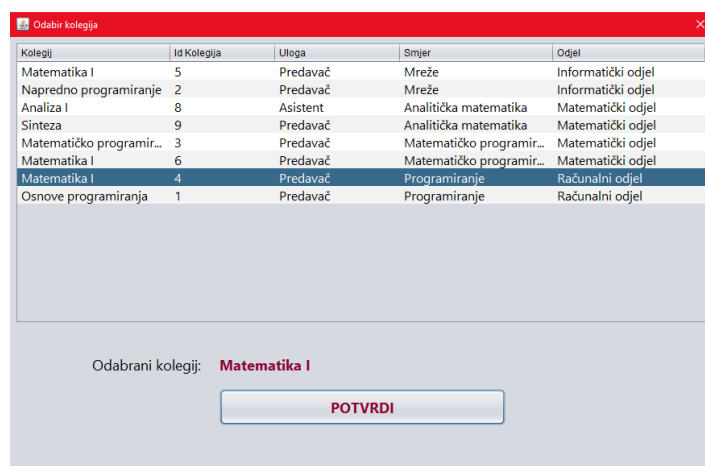 Odabir kolegija
Kolegij Id Kolegija Uloga Smjer Odjel
Matematika I 5 Predavač Mreže Informatički odjel
Napredno programiranje 2 Predavač Mreže Informatički odjel
Analiza I 8 Asistent Analitička matematika Matematički odjel
Sinteza 9 Predavač Analitička matematika Matematički odjel
Matematičko programir... 3 Predavač Matematičko programir... Matematički odjel
Matematika I 6 Predavač Matematičko programir... Matematički odjel
Matematika I 4 Predavač Programiranje Računalni odjel
Osnove programiranja 1 Predavač Programiranje Računalni odjel
Odabrani kolegij: Matematika I
POTVRDI